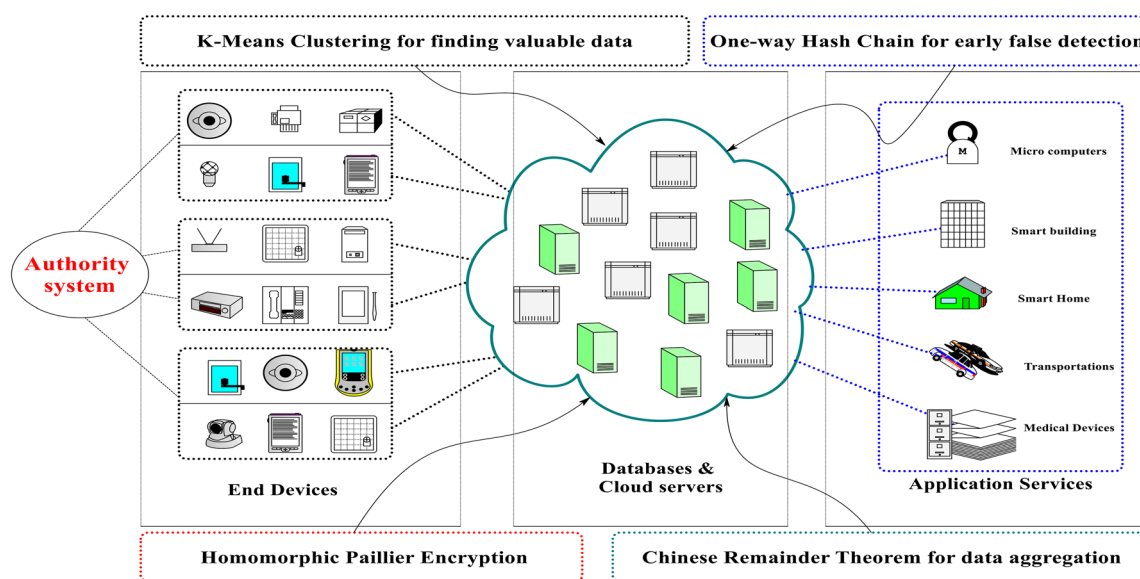 K-Means Clustering for finding valuable data
One-way Hash Chain for early false detection
Authority
system
End Devices
Databases &
Cloud servers
M
Micro computers
Smart building
Smart Home
Transportations
Medical Devices
Application Services
Homomorphic Paillier Encryption
Chinese Remainder Theorem for data aggregation